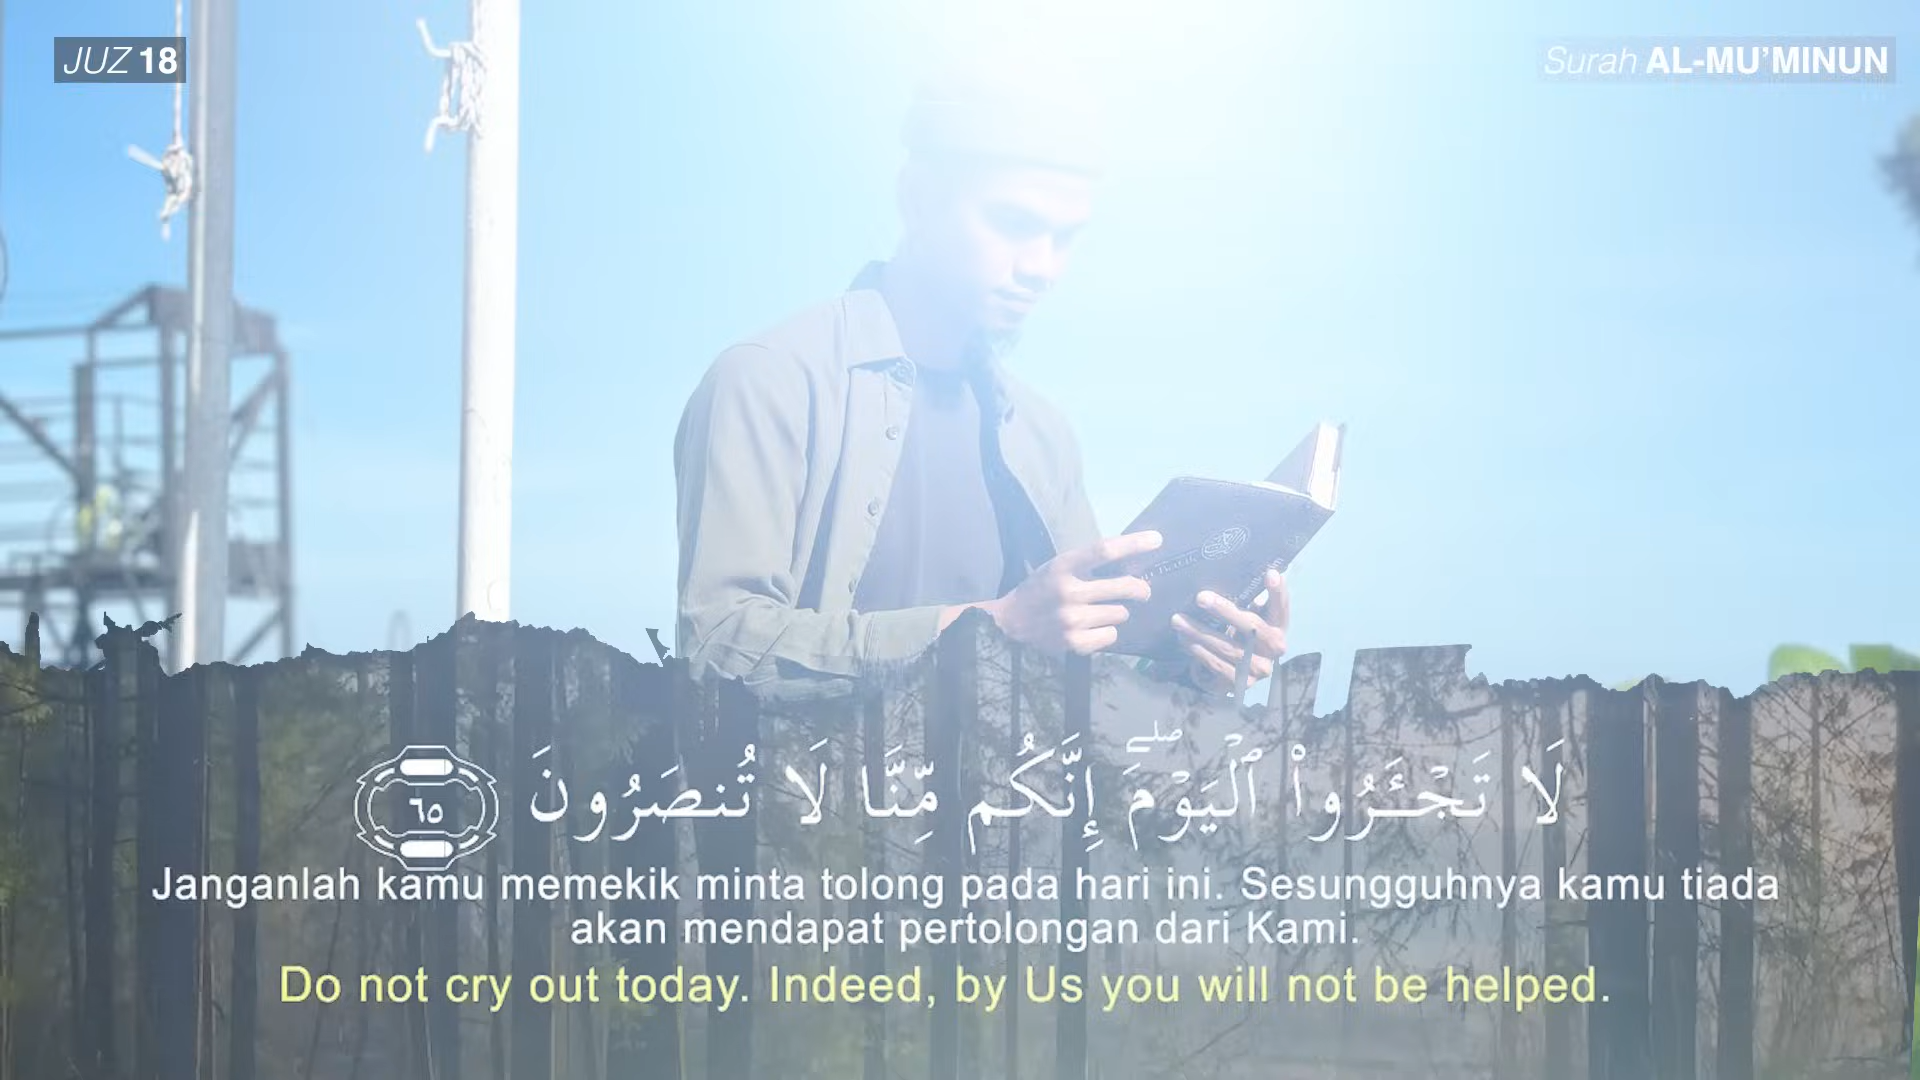 JUZ 18
Surah AL-MU’MINUN
لَا تَجْـَٔرُوا۟ ٱلْيَوْمَ ۖ إِنَّكُم مِّنَّا لَا تُنصَرُونَ ٦٥
Janganlah kamu memekik minta tolong pada hari ini. Sesungguhnya kamu tiada
akan mendapat pertolongan dari Kami.
Do not cry out today. Indeed, by Us you will not be helped.